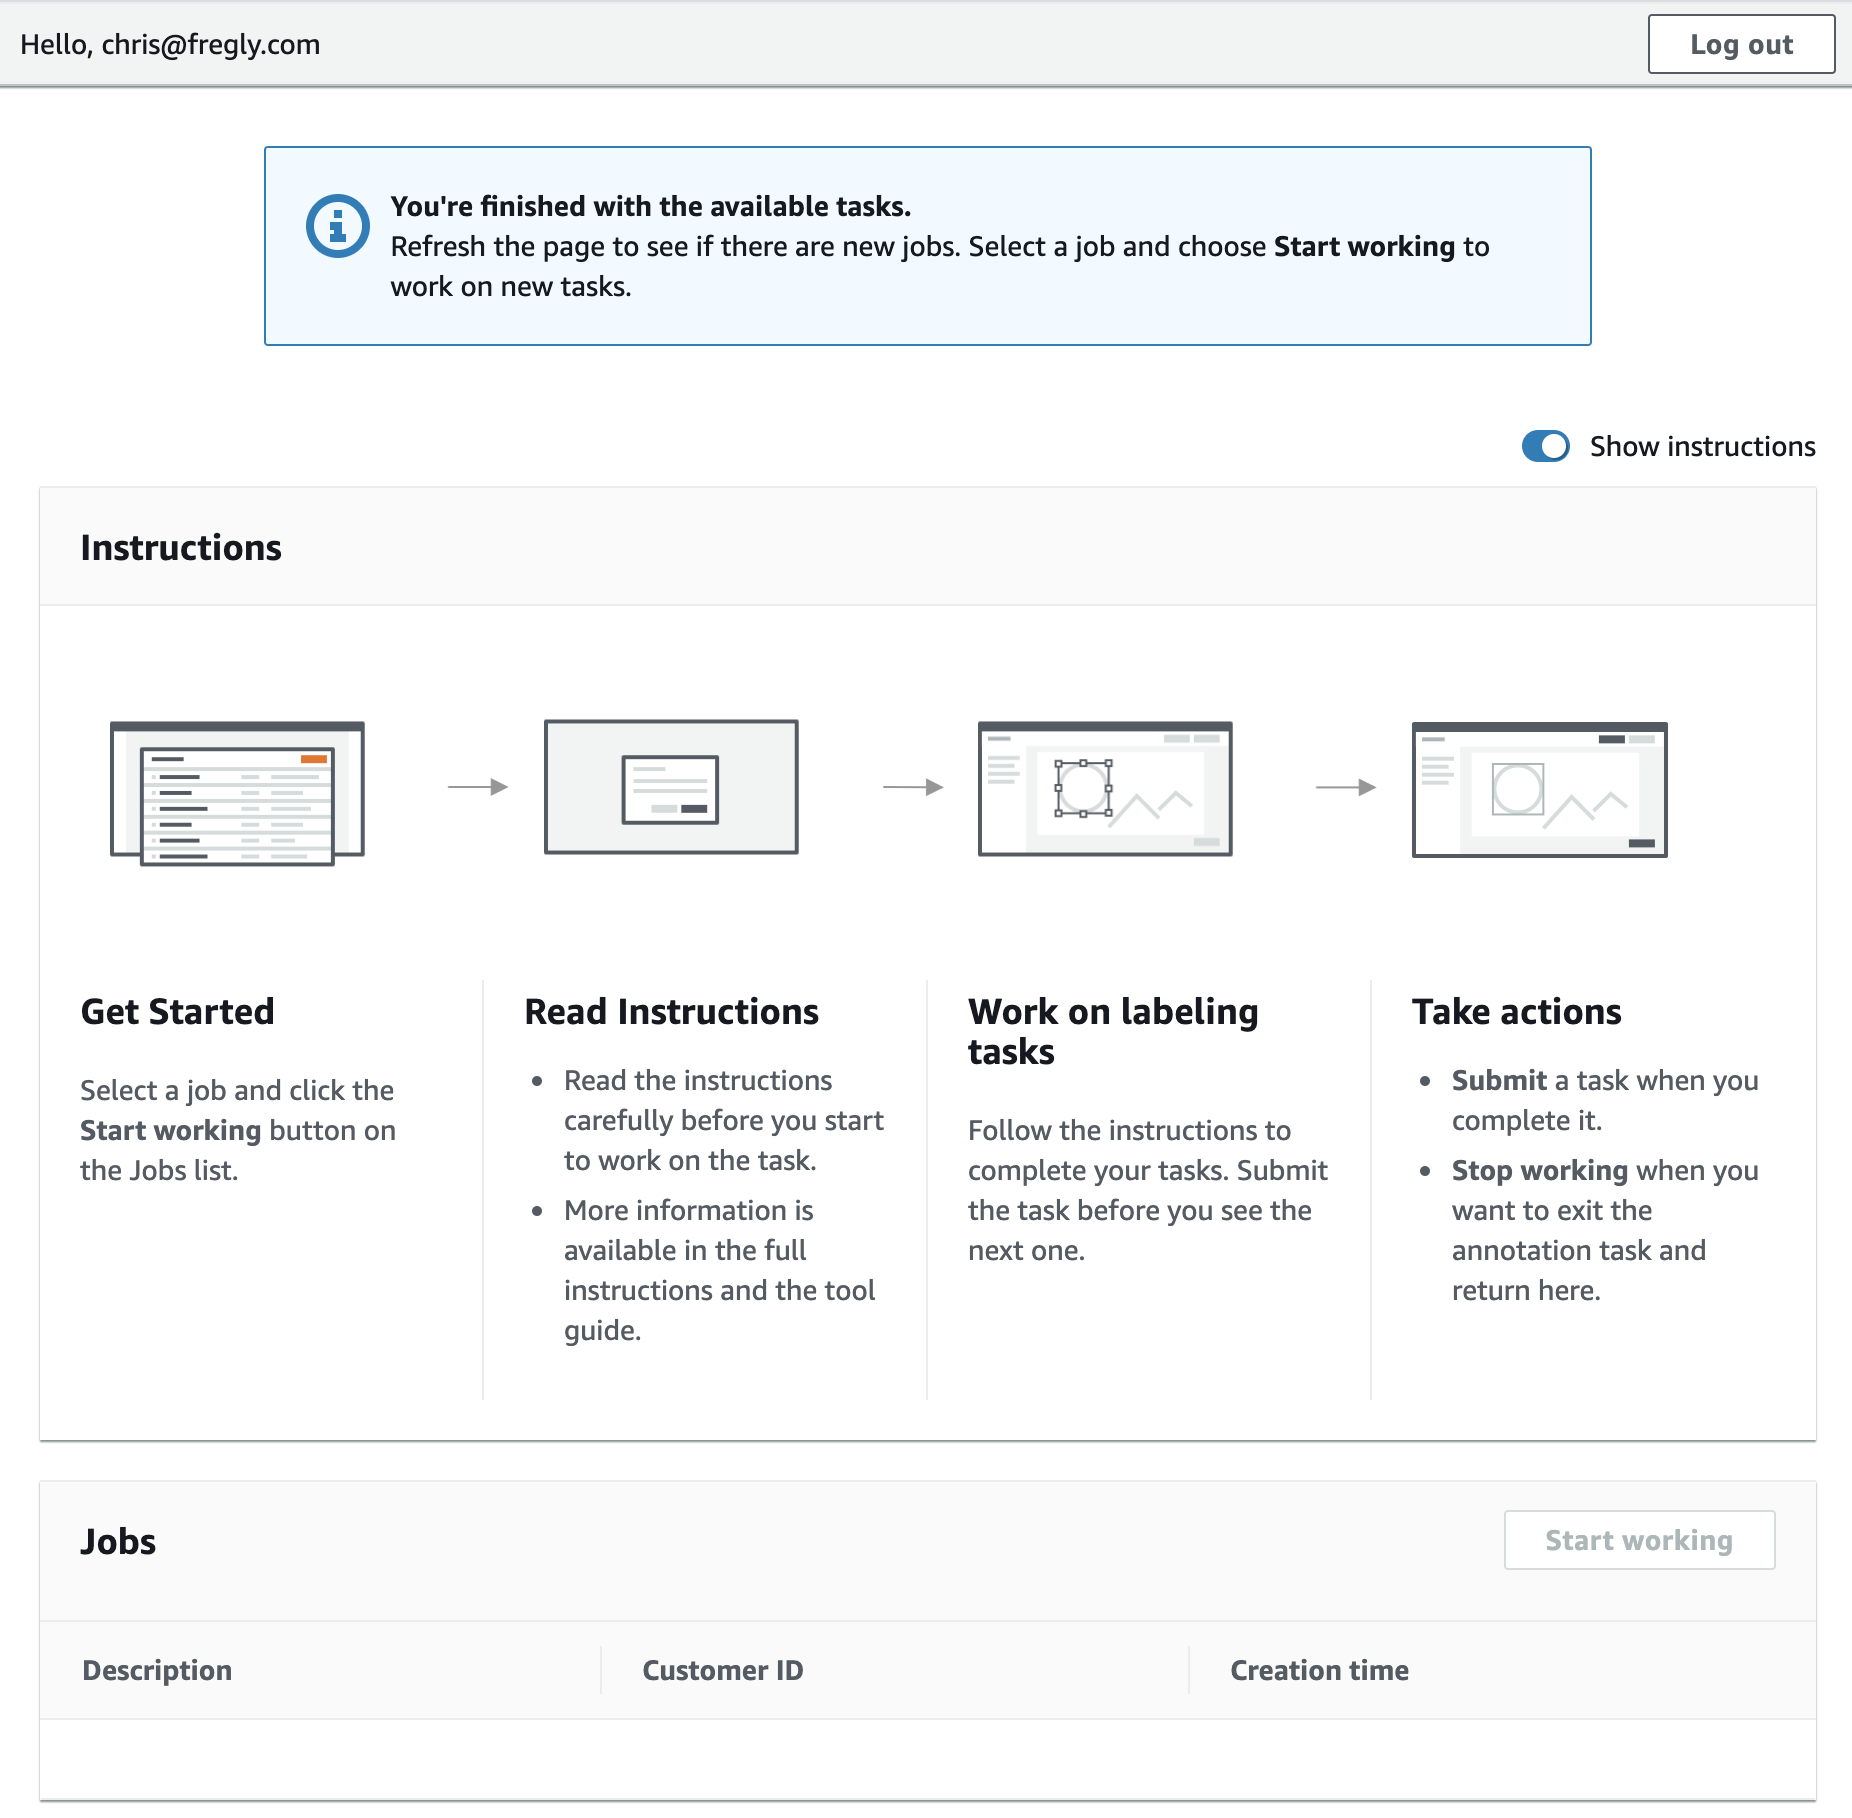 Hello, chris@fregly.com
Log out
You're finished with the available tasks.
Refresh the page to see if there are new jobs. Select a job and choose Start working to
work on new tasks.
Show instructions
Instructions
Get Started
Select a job and click the
Start working button on
the Jobs list.
Read Instructions
• Read the instructions
carefully before you start
to work on the task.
• More information is
available in the full
instructions and the tool
guide.
Work on labeling
tasks
Follow the instructions to
complete your tasks. Submit
the task before you see the
next one.
Take actions
• Submit a task when you
complete it.
• Stop working when you
want to exit the
annotation task and
return here.
Jobs
Start working
Description
Customer ID
Creation time